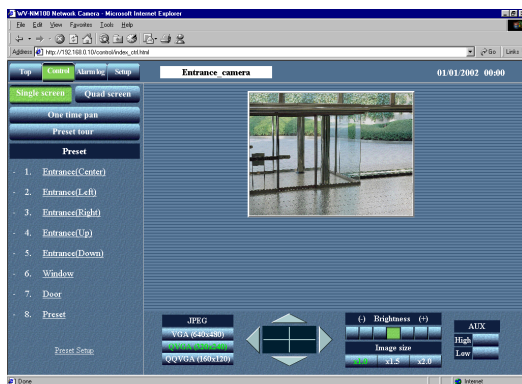 WV-NM100 Network Camera - Microsoft Internet Explorer
File Edit View Favorites Tools Help
Address http://192.168.0.10/control/index_ctrl.html Go Links
Top Control Alarm log Setup Entrance_camera 01/01/2002 00:00
Single screen Quad screen
One time pan
Preset tour
Preset
- 1. Entrance(Center)
- 2. Entrance(Left)
- 3. Entrance(Right)
- 4. Entrance(Up)
- 5. Entrance(Down)
- 6. Window
- 7. Door
- 8. Preset
Preset Setup
JPEG
VGA (640x480)
QVGA (320x240)
QQVGA (160x120)
(-) Brightness (+)
Image size
x1.0 x1.5 x2.0
AUX
High
Low
Done Internet